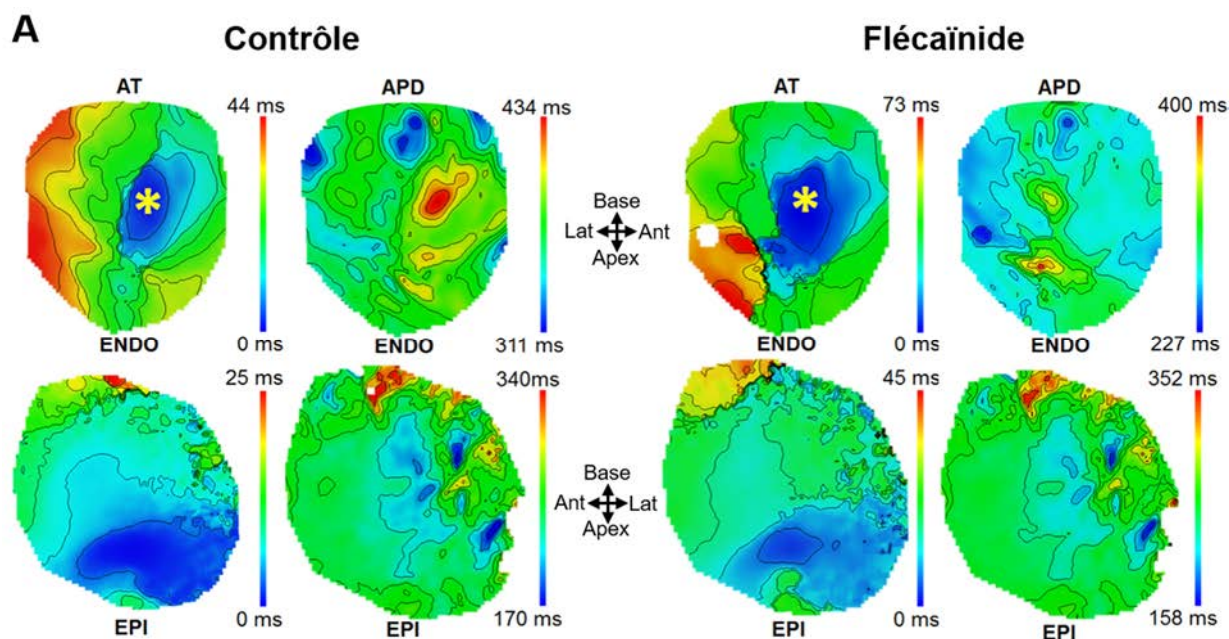 A
Contrôle
Flécaïnide
AT
44 ms
0 ms
ENDO
APD
434 ms
311 ms
ENDO
Base
Lat Ant
Apex
AT
73 ms
0 ms
ENDO
APD
400 ms
227 ms
ENDO
25 ms
0 ms
EPI
340ms
170 ms
EPI
Base
Ant Lat
Apex
45 ms
0 ms
EPI
352 ms
158 ms
EPI